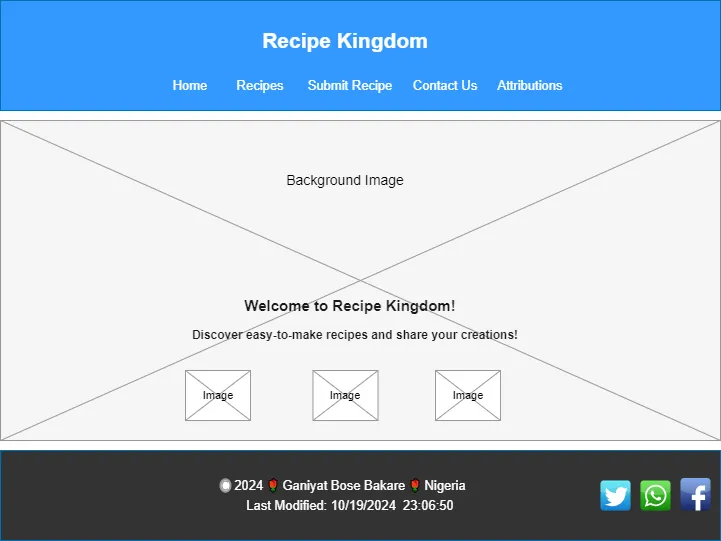 Recipe Kingdom
Home Recipes Submit Recipe Contact Us Attributions
Background Image
Welcome to Recipe Kingdom!
Discover easy-to-make recipes and share your creations!
Image Image Image
2024 🌹 Ganiyat Bose Bakare 🌹 Nigeria
Last Modified: 10/19/2024 23:06:50